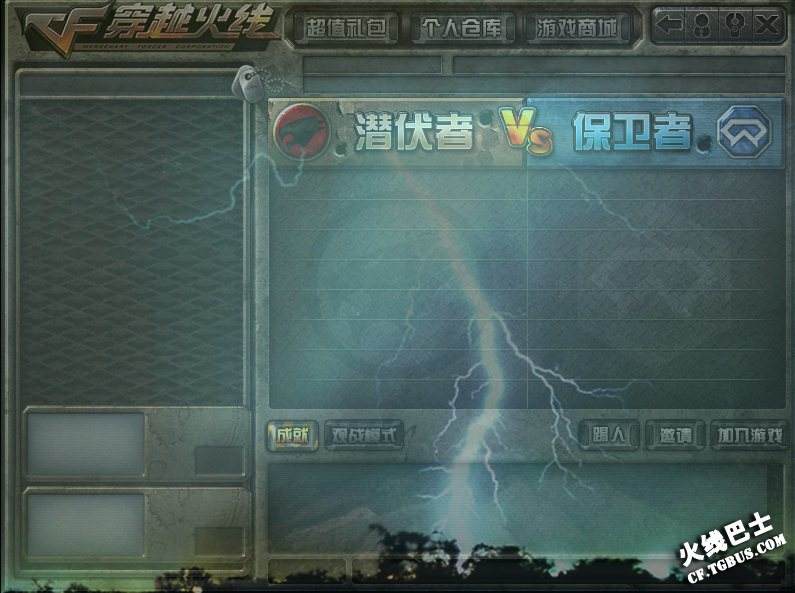 CF 穿越火线 超值礼包 个人仓库 游戏商城
MERCENARY FORCES CORPORATION
潜伏者 Vs 保卫者
成就 观战模式 踢人 邀请 加入游戏
火线巴士
CF.TGBUS.COM